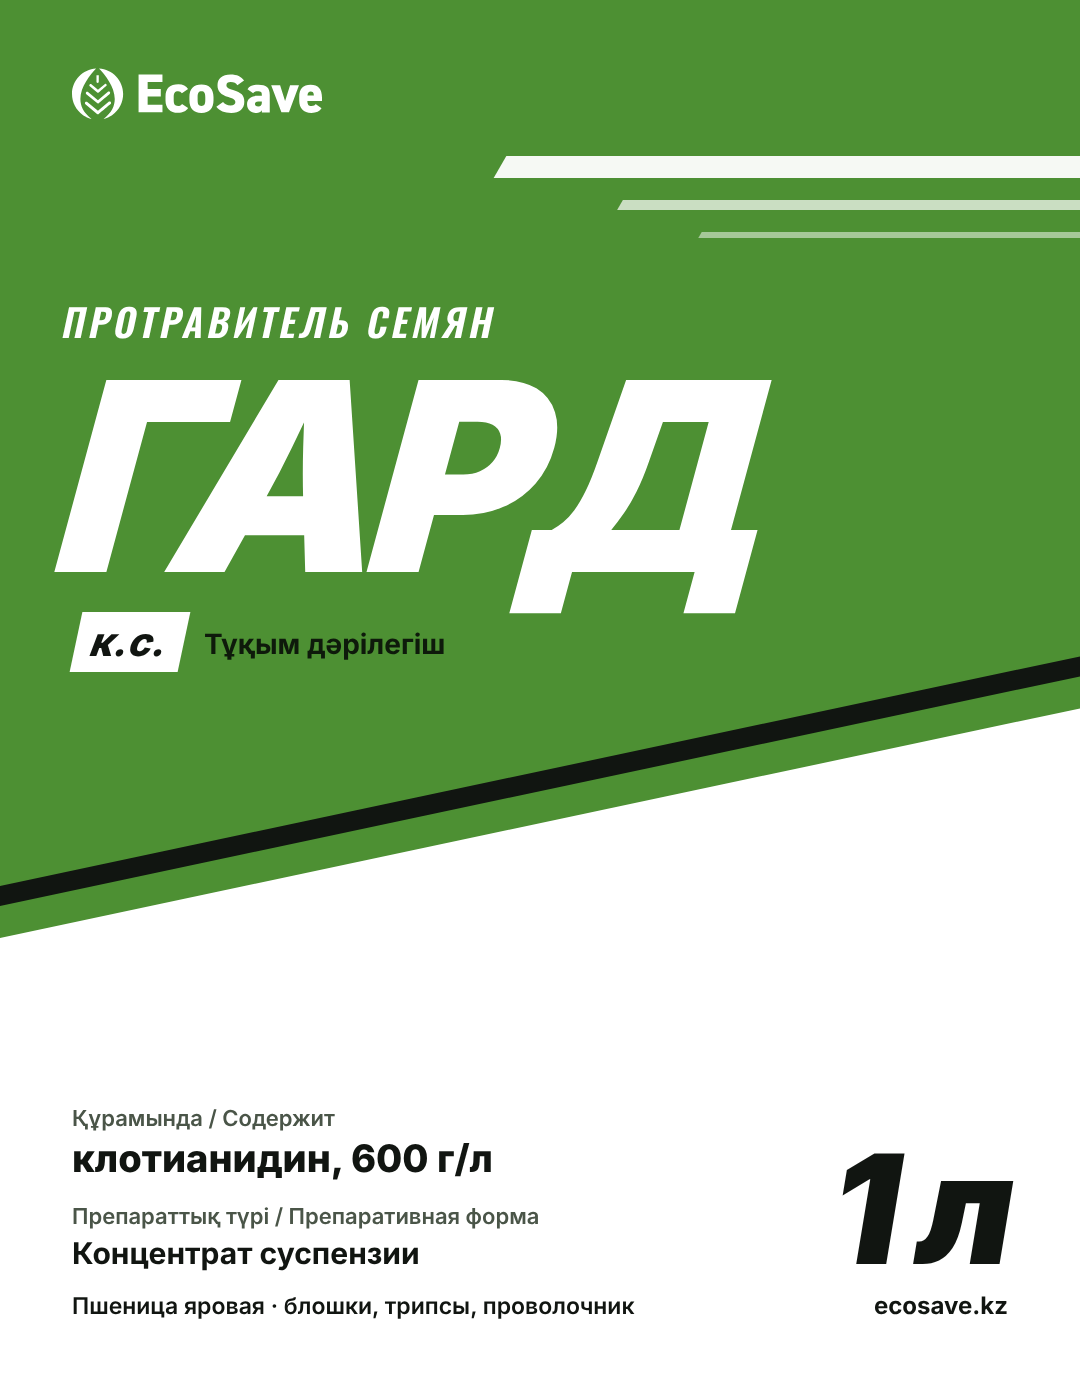 EcoSave
ПРОТРАВИТЕЛЬ СЕМЯН
ГАРД
к.с.
Тұқым дәрілегіш
Құрамында / Содержит
клотианидин, 600 г/л
Препараттық түрі / Препаративная форма
Концентрат суспензии
1л
Пшеница яровая · блошки, трипсы, проволочник
ecosave.kz